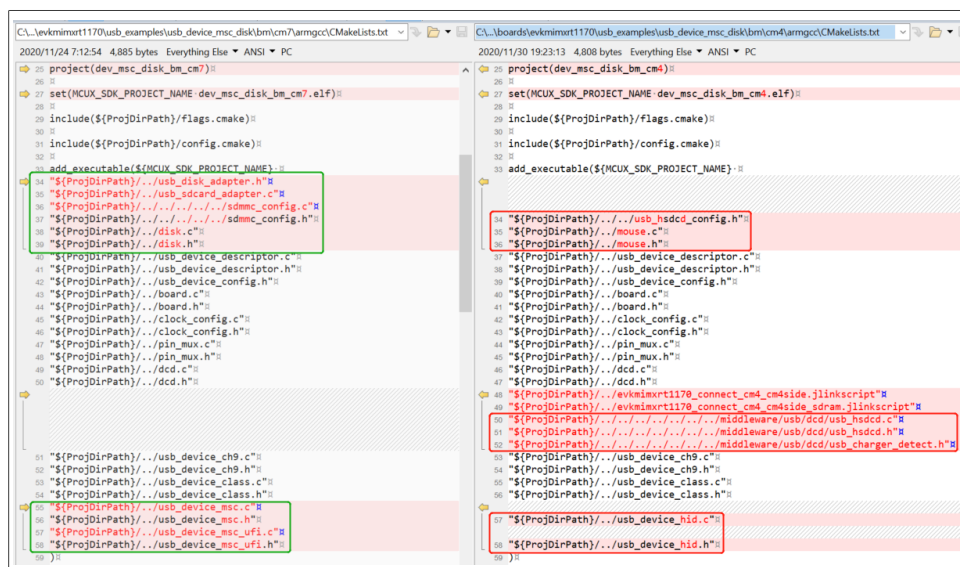 C:\...\evkmimxrt1170\usb_examples\usb_device_msc_disk\bm\cm7\armgcc\CMakeLists.txt
2020/11/24 7:12:54 4,885 bytes Everything Else ANSI PC
25 project(dev_msc_disk_bm_cm7)
26
27 set(MCUX_SDK_PROJECT_NAME dev_msc_disk_bm_cm7.elf)
28
29 include(${ProjDirPath}/flags.cmake)
30
31 include(${ProjDirPath}/config.cmake)
32
33 add_executable(${MCUX_SDK_PROJECT_NAME}
34 "${ProjDirPath}/../usb_disk_adapter.h"
35 "${ProjDirPath}/../usb_sdcard_adapter.c"
36 "${ProjDirPath}/../../../../../sdmmc_config.c"
37 "${ProjDirPath}/../../../../../sdmmc_config.h"
38 "${ProjDirPath}/../disk.c"
39 "${ProjDirPath}/../disk.h"
40 "${ProjDirPath}/../usb_device_descriptor.c"
41 "${ProjDirPath}/../usb_device_descriptor.h"
42 "${ProjDirPath}/../usb_device_config.h"
43 "${ProjDirPath}/../board.c"
44 "${ProjDirPath}/../board.h"
45 "${ProjDirPath}/../clock_config.c"
46 "${ProjDirPath}/../clock_config.h"
47 "${ProjDirPath}/../pin_mux.c"
48 "${ProjDirPath}/../pin_mux.h"
49 "${ProjDirPath}/../dcd.c"
50 "${ProjDirPath}/../dcd.h"
51 "${ProjDirPath}/../usb_device_ch9.c"
52 "${ProjDirPath}/../usb_device_ch9.h"
53 "${ProjDirPath}/../usb_device_class.c"
54 "${ProjDirPath}/../usb_device_class.h"
55 "${ProjDirPath}/../usb_device_msc.c"
56 "${ProjDirPath}/../usb_device_msc.h"
57 "${ProjDirPath}/../usb_device_msc_ufi.c"
58 "${ProjDirPath}/../usb_device_msc_ufi.h"
59 )
C:\...\boards\evkmimxrt1170\usb_examples\usb_device_msc_disk\bm\cm4\armgcc\CMakeLists.txt
2020/11/30 19:23:13 4,808 bytes Everything Else ANSI PC
25 project(dev_msc_disk_bm_cm4)
26
27 set(MCUX_SDK_PROJECT_NAME dev_msc_disk_bm_cm4.elf)
28
29 include(${ProjDirPath}/flags.cmake)
30
31 include(${ProjDirPath}/config.cmake)
32
33 add_executable(${MCUX_SDK_PROJECT_NAME}
34 "${ProjDirPath}/../../usb_hsdcd_config.h"
35 "${ProjDirPath}/../mouse.c"
36 "${ProjDirPath}/../mouse.h"
37 "${ProjDirPath}/../usb_device_descriptor.c"
38 "${ProjDirPath}/../usb_device_descriptor.h"
39 "${ProjDirPath}/../usb_device_config.h"
40 "${ProjDirPath}/../board.c"
41 "${ProjDirPath}/../board.h"
42 "${ProjDirPath}/../clock_config.c"
43 "${ProjDirPath}/../clock_config.h"
44 "${ProjDirPath}/../pin_mux.c"
45 "${ProjDirPath}/../pin_mux.h"
46 "${ProjDirPath}/../dcd.c"
47 "${ProjDirPath}/../dcd.h"
48 "${ProjDirPath}/../evkmimxrt1170_connect_cm4_cm4side.jlinkscript"
49 "${ProjDirPath}/../evkmimxrt1170_connect_cm4_cm4side_sdram.jlinkscript"
50 "${ProjDirPath}/../../../../../../../middleware/usb/dcd/usb_hsdcd.c"
51 "${ProjDirPath}/../../../../../../../middleware/usb/dcd/usb_hsdcd.h"
52 "${ProjDirPath}/../../../../../../../middleware/usb/dcd/usb_charger_detect.h"
53 "${ProjDirPath}/../usb_device_ch9.c"
54 "${ProjDirPath}/../usb_device_ch9.h"
55 "${ProjDirPath}/../usb_device_class.c"
56 "${ProjDirPath}/../usb_device_class.h"
57 "${ProjDirPath}/../usb_device_hid.c"
58 "${ProjDirPath}/../usb_device_hid.h"
59 )